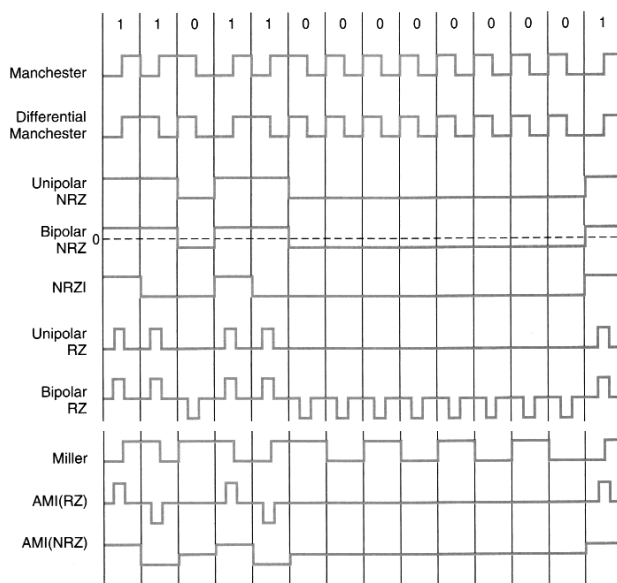 1 1 0 1 1 0 0 0 0 0 0 0 0 1
Manchester
Differential
Manchester
Unipolar
NRZ
Bipolar
0
NRZ
NRZI
Unipolar
RZ
Bipolar
RZ
Miller
AMI(RZ)
AMI(NRZ)